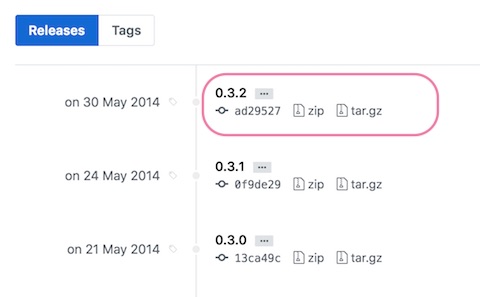 Releases Tags
on 30 May 2014 0.3.2 ...
ad29527 zip tar.gz
on 24 May 2014 0.3.1 ...
0f9de29 zip tar.gz
on 21 May 2014 0.3.0 ...
13ca49c zip tar.gz